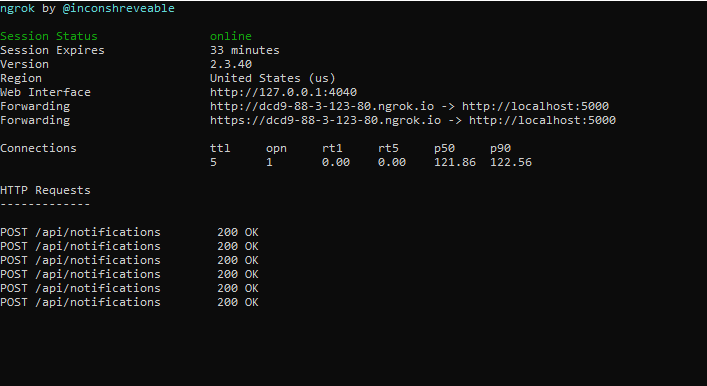 ngrok by @inconshreveable
Session Status online
Session Expires 33 minutes
Version 2.3.40
Region United States (us)
Web Interface http://127.0.0.1:4040
Forwarding http://dcd9-88-3-123-80.ngrok.io -> http://localhost:5000
Forwarding https://dcd9-88-3-123-80.ngrok.io -> http://localhost:5000
Connections ttl opn rt1 rt5 p50 p90
5 1 0.00 0.00 121.86 122.56
HTTP Requests
-------------
POST /api/notifications 200 OK
POST /api/notifications 200 OK
POST /api/notifications 200 OK
POST /api/notifications 200 OK
POST /api/notifications 200 OK
POST /api/notifications 200 OK